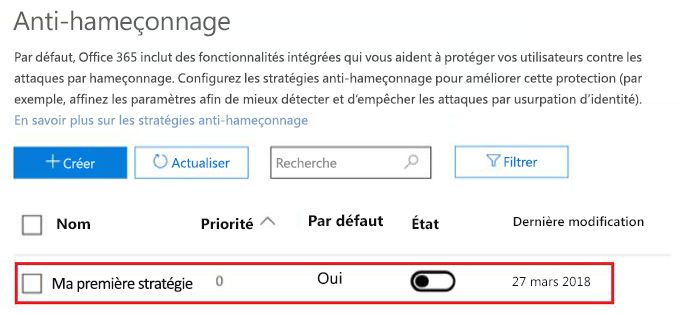 Anti-hameçonnage
Par défaut, Office 365 inclut des fonctionnalités intégrées qui vous aident à protéger vos utilisateurs contre les
attaques par hameçonnage. Configurez les stratégies anti-hameçonnage pour améliorer cette protection (par
exemple, affinez les paramètres afin de mieux détecter et d'empêcher les attaques par usurpation d'identité).
En savoir plus sur les stratégies anti-hameçonnage
Créer Actualiser Recherche Filtrer
Nom Priorité Par défaut État Dernière modification
Ma première stratégie 0 Oui 27 mars 2018